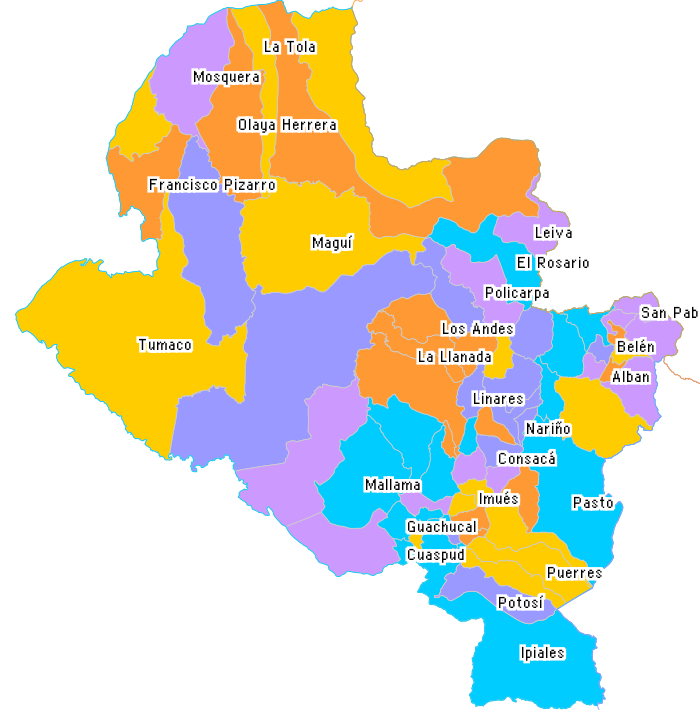 La Tola
Mosquera
Olaya Herrera
Francisco Pizarro
Leiva
Maguí
El Rosario
Policarpa
San Pab
Los Andes
Tumaco
Belén
La Llanada
Alban
Linares
Nariño
Consacá
Mallama
Imués
Pasto
Guachucal
Cuaspud
Puerres
Potosí
Ipiales